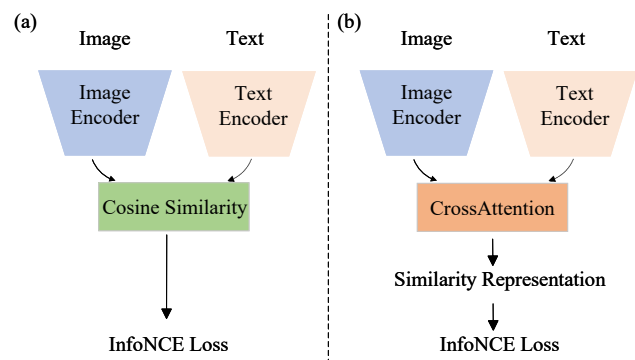 (a)
Image
Text
Image
Encoder
Text
Encoder
Cosine Similarity
InfoNCE Loss
(b)
Image
Text
Image
Encoder
Text
Encoder
CrossAttention
Similarity Representation
InfoNCE Loss